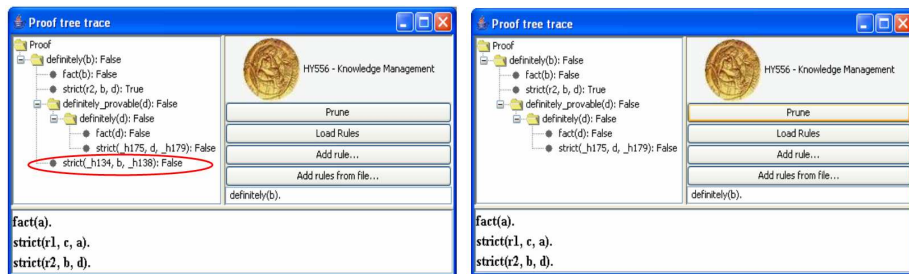 Proof tree trace
Proof
definitely(b): False
fact(b): False
strict(r2, b, d): True
definitely_provable(d): False
definitely(d): False
fact(d): False
strict(_h175, d, _h179): False
strict(_h134, b, _h138): False
HY556 - Knowledge Management
Prune
Load Rules
Add rule...
Add rules from file...
definitely(b).
fact(a).
strict(r1, c, a).
strict(r2, b, d).
Proof tree trace
Proof
definitely(b): False
fact(b): False
strict(r2, b, d): True
definitely_provable(d): False
definitely(d): False
fact(d): False
strict(_h175, d, _h179): False
HY556 - Knowledge Management
Prune
Load Rules
Add rule...
Add rules from file...
definitely(b).
fact(a).
strict(r1, c, a).
strict(r2, b, d).